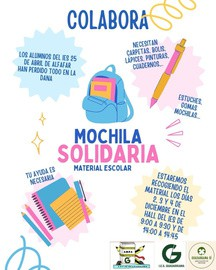 COLABORA
LOS ALUMNOS DEL IES 25
DE ABRIL DE ALFAFAR
HAN PERDIDO TODO EN LA
DANA
NECESITAN
CARPETAS, BOLIS,
LÁPICES, PINTURAS,
CUADERNOS...
ESTUCHES,
GOMAS
MOCHILAS...
MOCHILA
SOLIDARIA
MATERIAL ESCOLAR
TU AYUDA ES
NECESARIA
ESTAREMOS
RECOGIENDO EL
MATERIAL LOS DÍAS
2, 3 Y 4 DE
DICIEMBRE EN EL
HALL DEL IES DE
9:00 A 9:30 Y DE
14:00 A 14:45